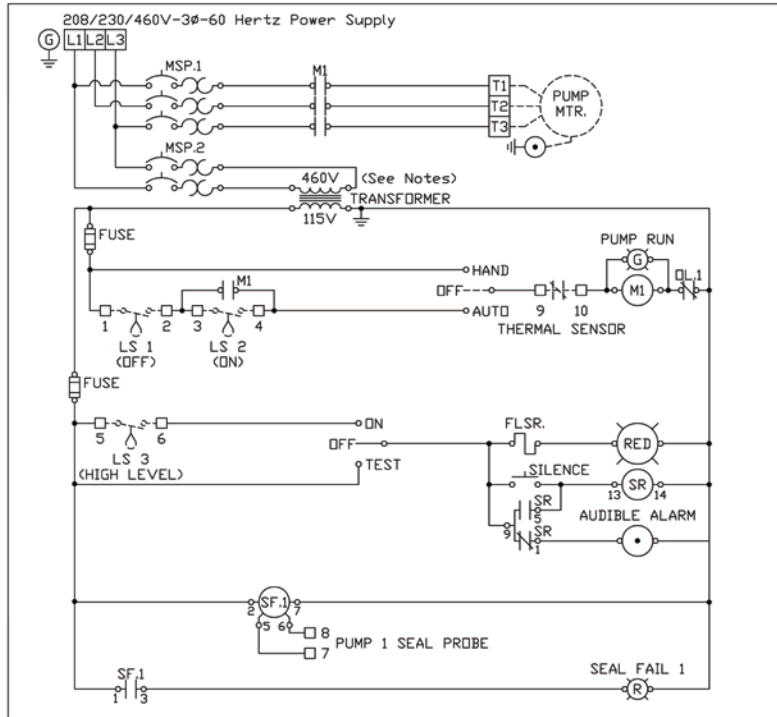 208/230/460V-3Ø-60 Hertz Power Supply
G L1 L2 L3
MSP.1
M1
T1
T2
T3
PUMP
MTR.
MSP.2
460V (See Notes)
TRANSFORMER
115V
FUSE
PUMP RUN
G
HAND
M1
OFF
OL.1
M1
AUTO
9 10
THERMAL SENSOR
1 2 3 4
LS 1
(OFF)
LS 2
(ON)
FUSE
5 6
ON
LS 3
(HIGH LEVEL)
OFF
FLSR.
RED
TEST
SILENCE
SR
13 14
SR
5
AUDIBLE ALARM
9
SR
1
2 SF.1 7
5 6
8
7
PUMP 1 SEAL PROBE
SF.1
1 3
SEAL FAIL 1
R